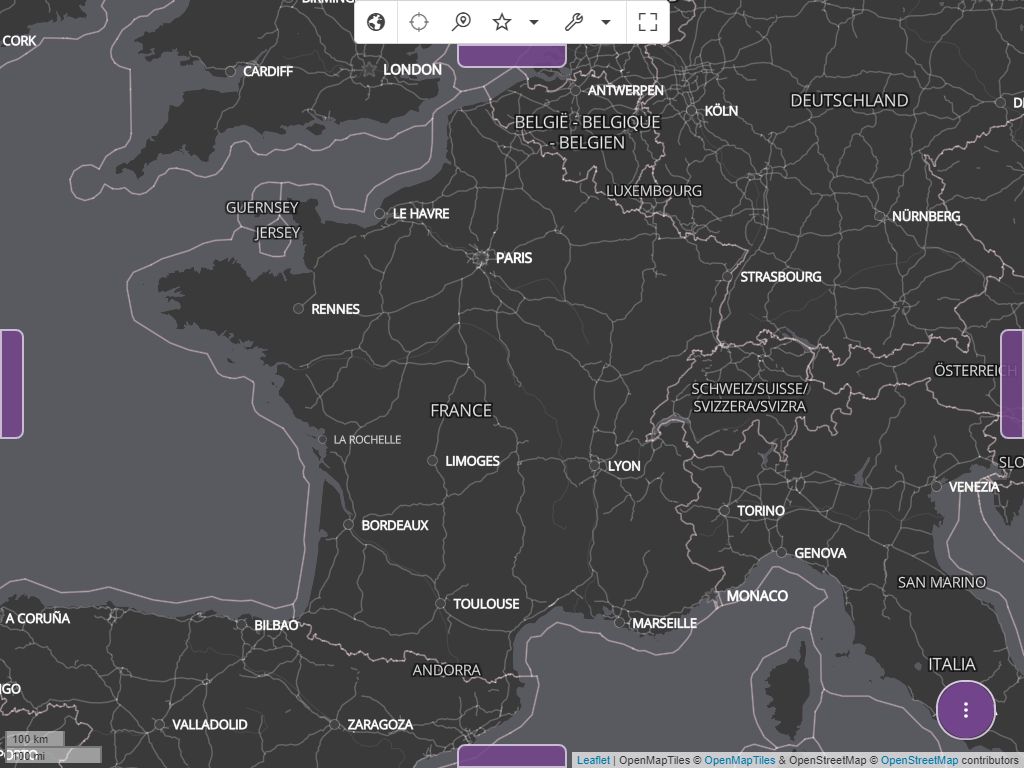 CORK
CARDIFF
LONDON
ANTWERPEN
KÖLN
DEUTSCHLAND
BELGIË - BELGIQUE
- BELGIEN
LUXEMBOURG
GUERNSEY
JERSEY
LE HAVRE
NÜRNBERG
PARIS
STRASBOURG
RENNES
ÖSTERREICH
SCHWEIZ/SUISSE/
SVIZZERA/SVIZRA
FRANCE
LA ROCHELLE
LIMOGES
LYON
SLO
VENEZIA
TORINO
BORDEAUX
GENOVA
SAN MARINO
MONACO
TOULOUSE
A CORUÑA
BILBAO
MARSEILLE
ANDORRA
ITALIA
VALLADOLID
ZARAGOZA
100 km
100 mi
Leaflet | OpenMapTiles © OpenMapTiles & OpenStreetMap © OpenStreetMap contributors